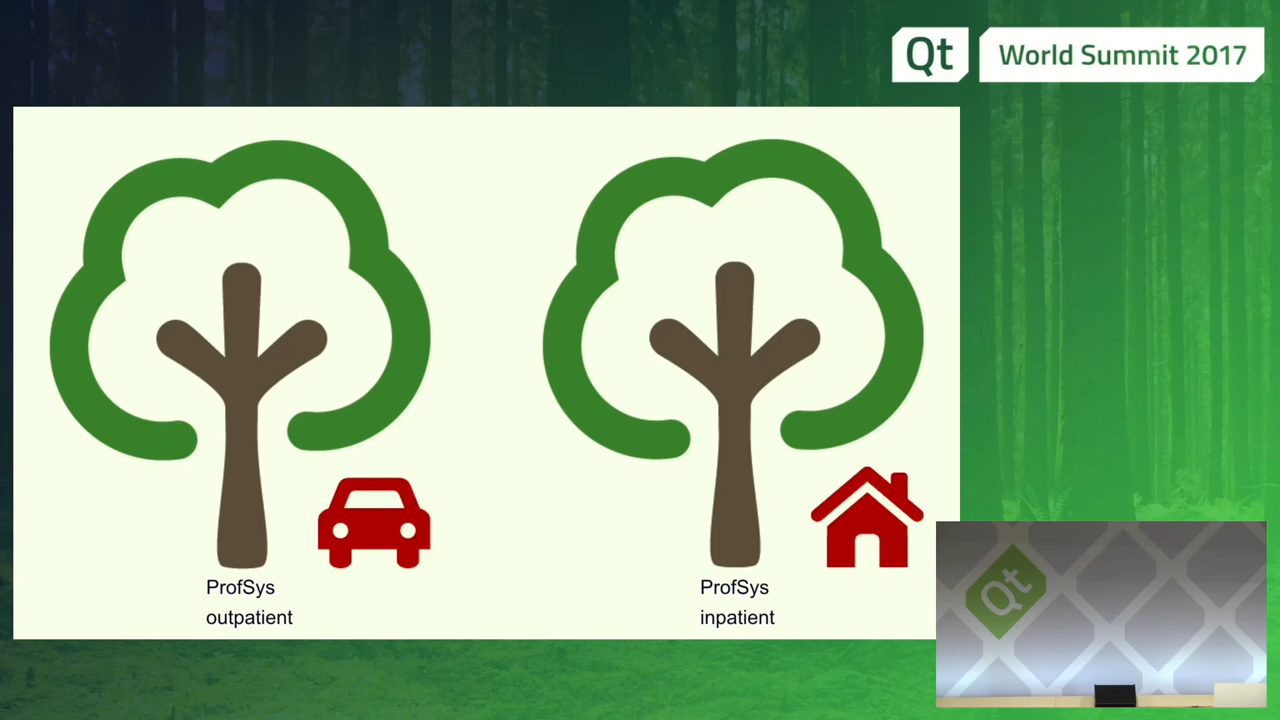 Qt
World Summit 2017
ProfSys
outpatient
ProfSys
inpatient
Qt